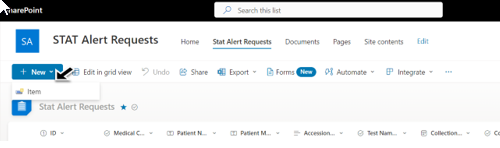 SharePoint
Search this list
SA
STAT Alert Requests
Home Stat Alert Requests Documents Pages Site contents Edit
+ New Edit in grid view Undo Share Export Forms New Automate Integrate ...
Item
Stat Alert Requests
ID Medical C... Patient N... Patient M... Accession... Test Nam... Collection... Co